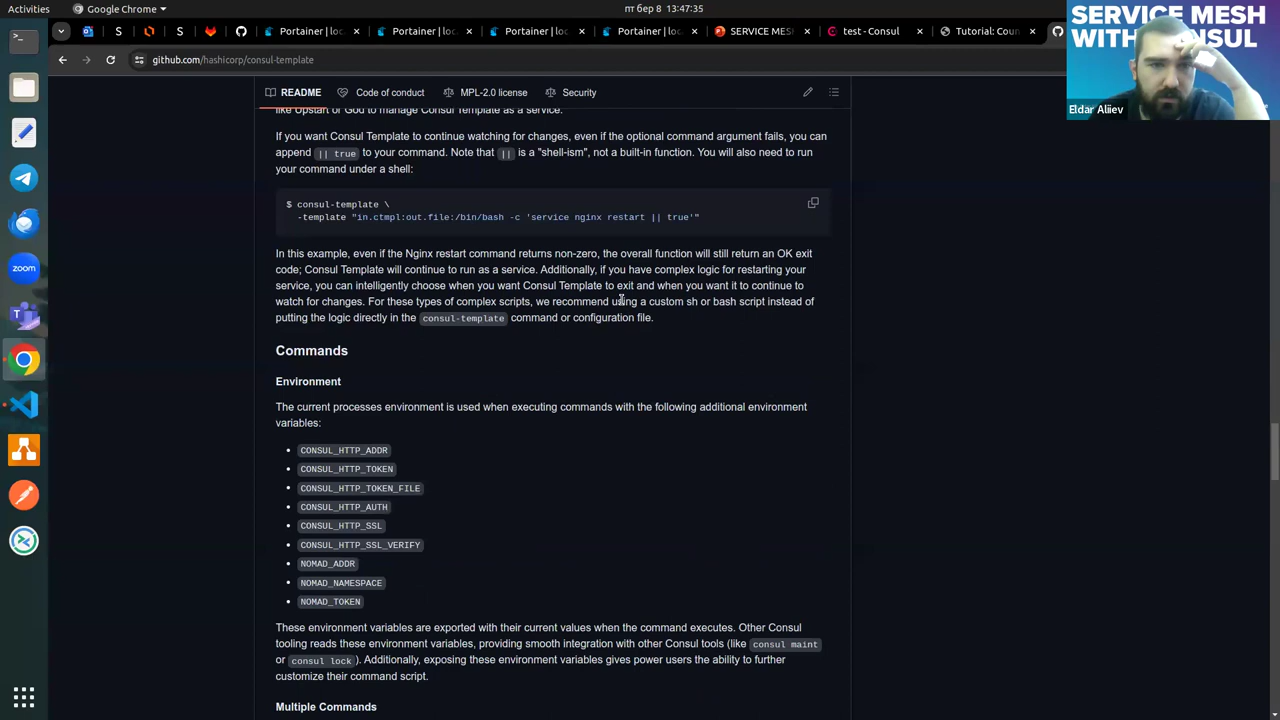 Activities
Google Chrome
пт бер 8 13:47:35
Portainer | loc
Portainer | loc
Portainer | loc
Portainer | loc
SERVICE MES
test - Consul
Tutorial: Coun
SERVICE MESH
WITH CONSUL
Eldar Aliiev
github.com/hashicorp/consul-template
README
Code of conduct
MPL-2.0 license
Security
like Upstart or God to manage Consul Template as a service.
If you want Consul Template to continue watching for changes, even if the optional command argument fails, you can
append || true to your command. Note that || is a "shell-ism", not a built-in function. You will also need to run
your command under a shell:
$ consul-template \
-template "in.ctmpl:out.file:/bin/bash -c 'service nginx restart || true'"
In this example, even if the Nginx restart command returns non-zero, the overall function will still return an OK exit
code; Consul Template will continue to run as a service. Additionally, if you have complex logic for restarting your
service, you can intelligently choose when you want Consul Template to exit and when you want it to continue to
watch for changes. For these types of complex scripts, we recommend using a custom sh or bash script instead of
putting the logic directly in the consul-template command or configuration file.
Commands
Environment
The current processes environment is used when executing commands with the following additional environment
variables:
• CONSUL_HTTP_ADDR
• CONSUL_HTTP_TOKEN
• CONSUL_HTTP_TOKEN_FILE
• CONSUL_HTTP_AUTH
• CONSUL_HTTP_SSL
• CONSUL_HTTP_SSL_VERIFY
• NOMAD_ADDR
• NOMAD_NAMESPACE
• NOMAD_TOKEN
These environment variables are exported with their current values when the command executes. Other Consul
tooling reads these environment variables, providing smooth integration with other Consul tools (like consul maint
or consul lock). Additionally, exposing these environment variables gives power users the ability to further
customize their command script.
Multiple Commands
zoom